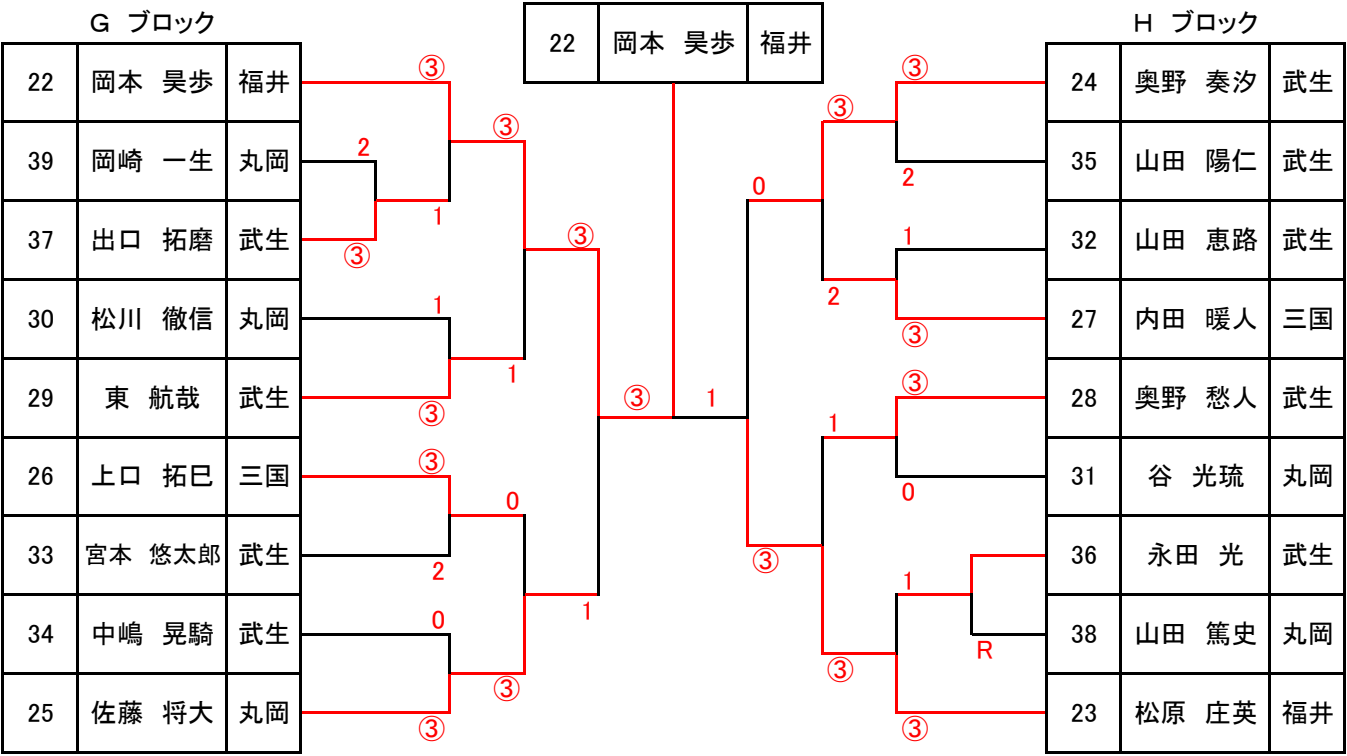 G ブロック
22 岡本 昊歩 福井
H ブロック
22 岡本 昊歩 福井
39 岡崎 一生 丸岡
37 出口 拓磨 武生
30 松川 徹信 丸岡
29 東 航哉 武生
26 上口 拓巳 三国
33 宮本 悠太郎 武生
34 中嶋 晃騎 武生
25 佐藤 将大 丸岡
③
2
③
1
③
1
③
1
③
③
2
0
0
③
③
1
③
1
0
③
③
③
2
1
③
2
③
0
1
1
R
③
③
24 奥野 奏汐 武生
35 山田 陽仁 武生
32 山田 恵路 武生
27 内田 暖人 三国
28 奥野 愁人 武生
31 谷 光琉 丸岡
36 永田 光 武生
38 山田 篤史 丸岡
23 松原 庄英 福井